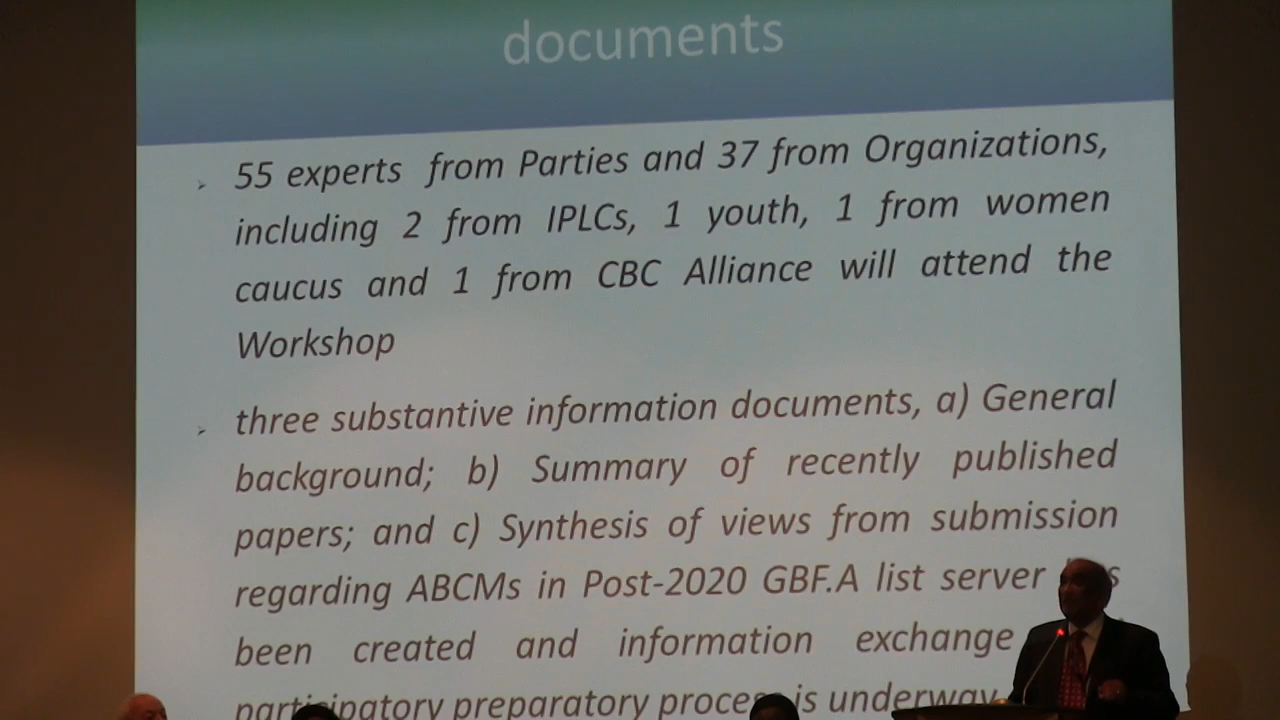 documents
55 experts from Parties and 37 from Organizations,
including 2 from IPLCs, 1 youth, 1 from women
caucus and 1 from CBC Alliance will attend the
Workshop
three substantive information documents, a) General
background; b) Summary of recently published
papers; and c) Synthesis of views from submission
regarding ABCMs in Post-2020 GBF.A list server
been created and information exchange
participatory preparatory process is underway